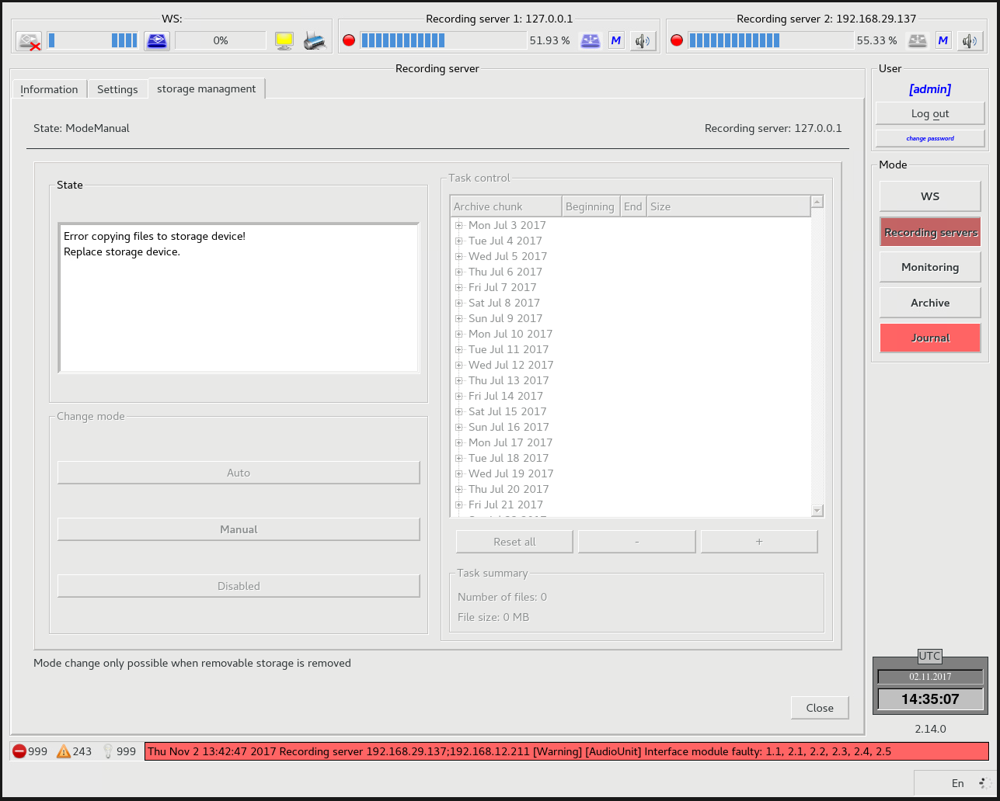 WS:
Recording server 1: 127.0.0.1
Recording server 2: 192.168.29.137
0%
51.93 %
M
55.33 %
M
Recording server
User
Information
Settings
storage managment
[admin]
Log out
change password
State: ModeManual
Recording server: 127.0.0.1
Mode
WS
Recording servers
Monitoring
Archive
Journal
State
Error copying files to storage device!
Replace storage device.
Change mode
Auto
Manual
Disabled
Task control
Archive chunk
Beginning
End
Size
Mon Jul 3 2017
Tue Jul 4 2017
Wed Jul 5 2017
Thu Jul 6 2017
Fri Jul 7 2017
Sat Jul 8 2017
Sun Jul 9 2017
Mon Jul 10 2017
Tue Jul 11 2017
Wed Jul 12 2017
Thu Jul 13 2017
Fri Jul 14 2017
Sat Jul 15 2017
Sun Jul 16 2017
Mon Jul 17 2017
Tue Jul 18 2017
Wed Jul 19 2017
Thu Jul 20 2017
Fri Jul 21 2017
Reset all
-
+
Task summary
Number of files: 0
File size: 0 MB
Mode change only possible when removable storage is removed
Close
UTC
02.11.2017
14:35:07
2.14.0
999
243
999
Thu Nov 2 13:42:47 2017 Recording server 192.168.29.137;192.168.12.211 [Warning] [AudioUnit] Interface module faulty: 1.1, 2.1, 2.2, 2.3, 2.4, 2.5
En